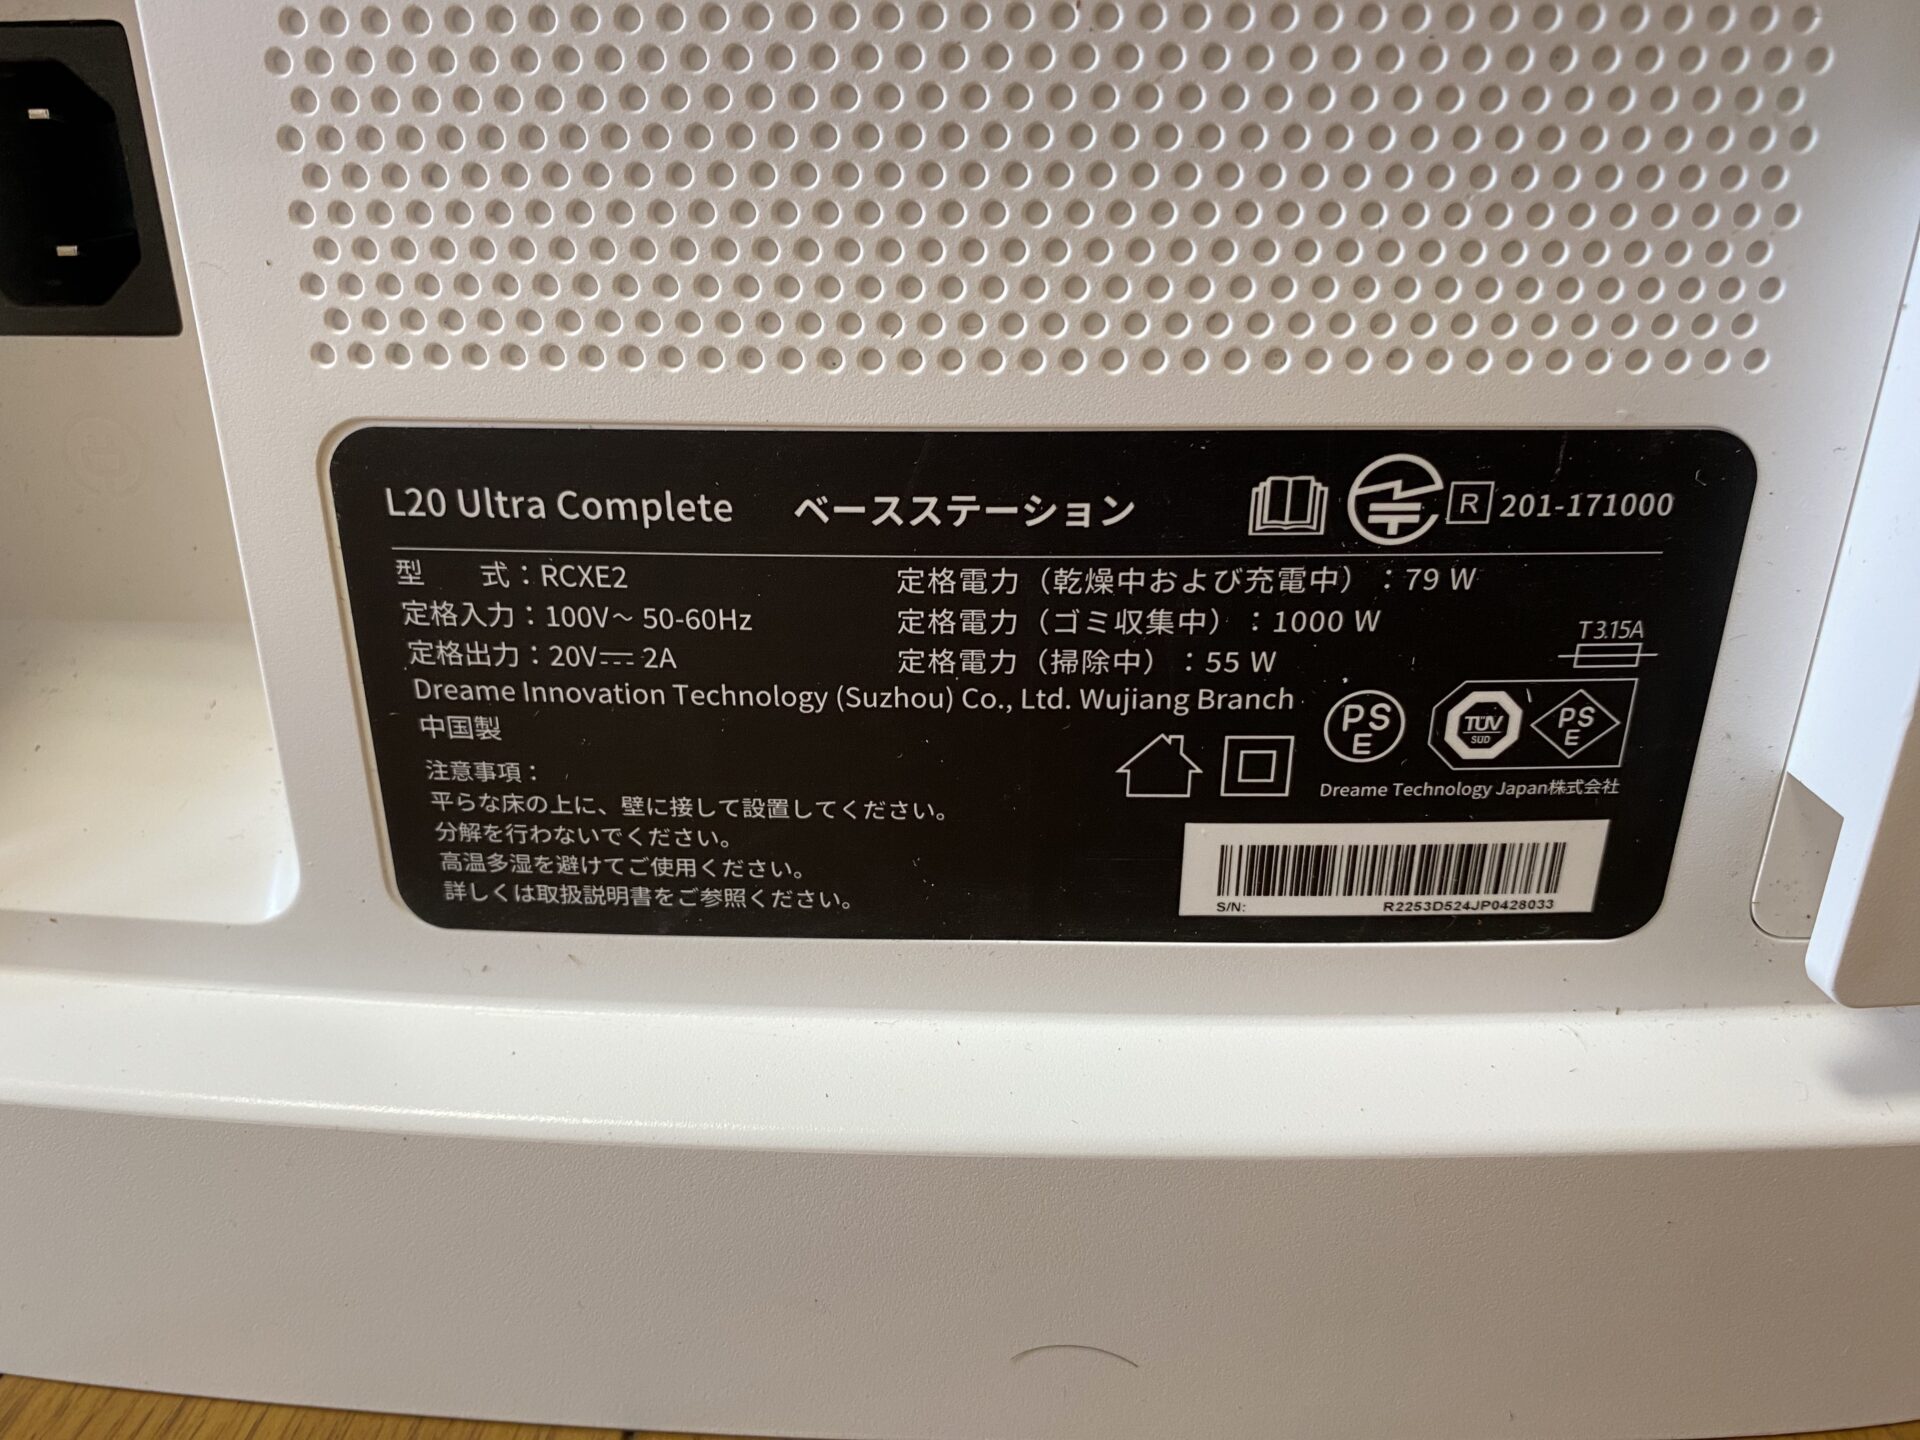 L20 Ultra Complete ベースステーション R 201-171000
型 式：RCXE2 定格電力（乾燥中および充電中）：79 W
定格入力：100V～ 50-60Hz 定格電力（ゴミ収集中）：1000 W
定格出力：20V⎓ 2A 定格電力（掃除中）：55 W
T 3.15A
Dreame Innovation Technology (Suzhou) Co., Ltd. Wujiang Branch
中国製
PS E
TÜV SÜD
PS E
Dreame Technology Japan株式会社
注意事項：
平らな床の上に、壁に接して設置してください。
分解を行わないでください。
高温多湿を避けてご使用ください。
詳しくは取扱説明書をご参照ください。
S/N: R2253D524JP0428033